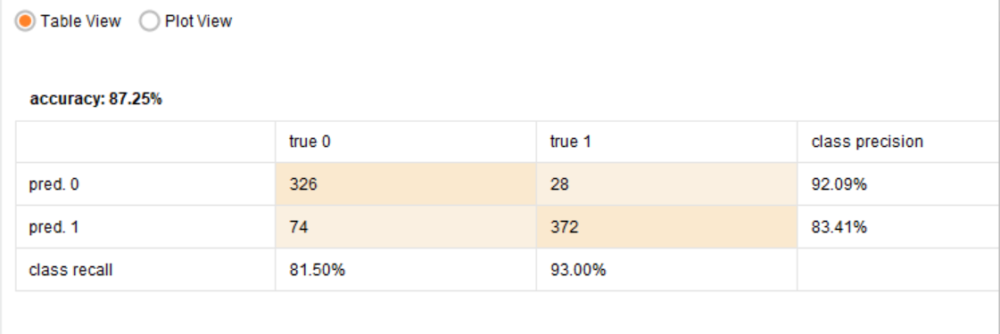 Table View Plot View
accuracy: 87.25%
true 0 true 1 class precision
pred. 0 326 28 92.09%
pred. 1 74 372 83.41%
class recall 81.50% 93.00%